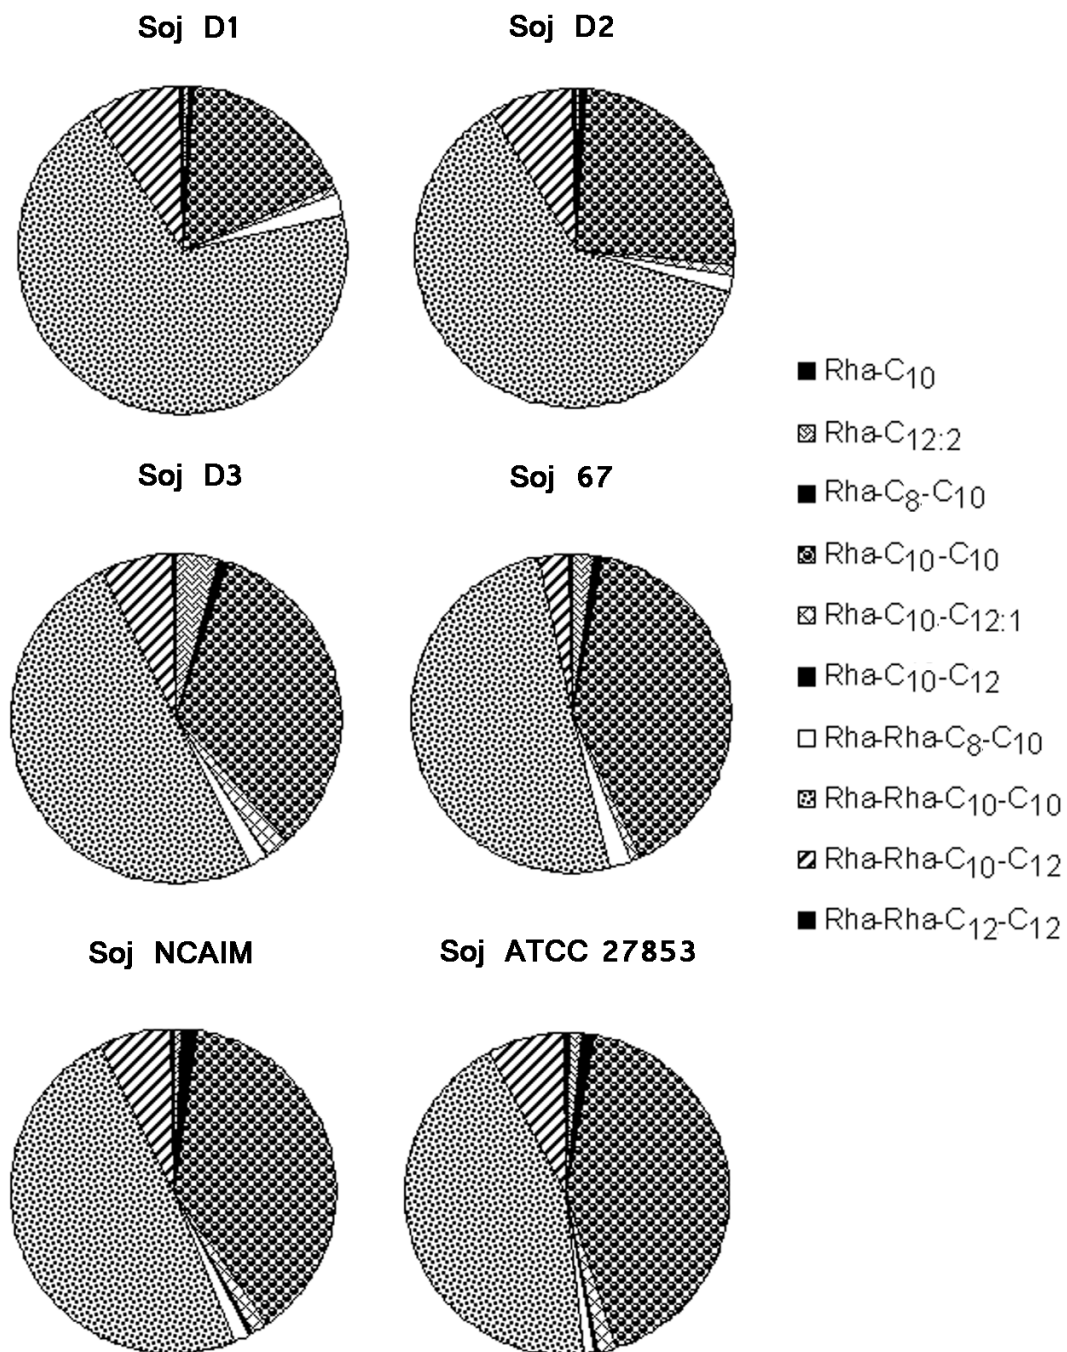 Soj D1
Soj D2
Soj D3
Soj 67
Soj NCAIM
Soj ATCC 27853
Rha-C10
Rha-C12:2
Rha-C8-C10
Rha-C10-C10
Rha-C10-C12:1
Rha-C10-C12
Rha-Rha-C8-C10
Rha-Rha-C10-C10
Rha-Rha-C10-C12
Rha-Rha-C12-C12